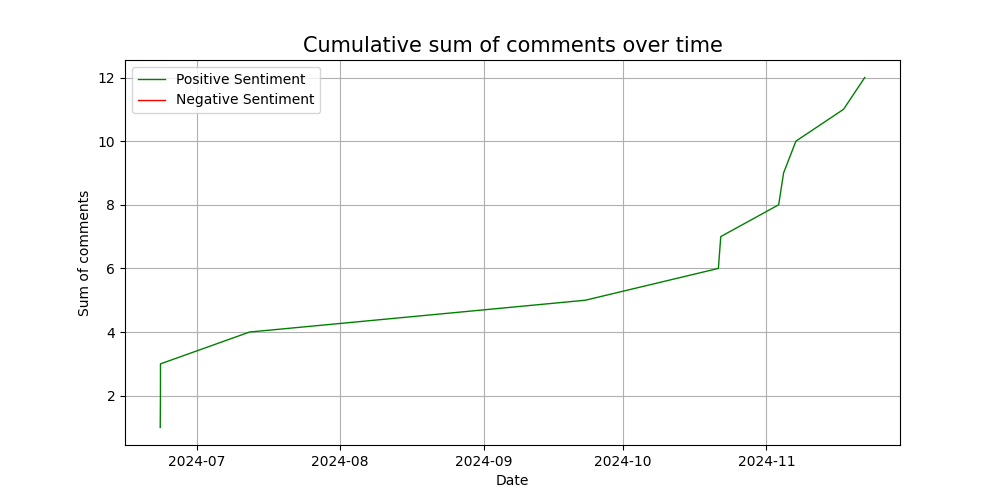 Cumulative sum of comments over time
Positive Sentiment
Negative Sentiment
12
10
8
6
4
2
Sum of comments
2024-07 2024-08 2024-09 2024-10 2024-11
Date